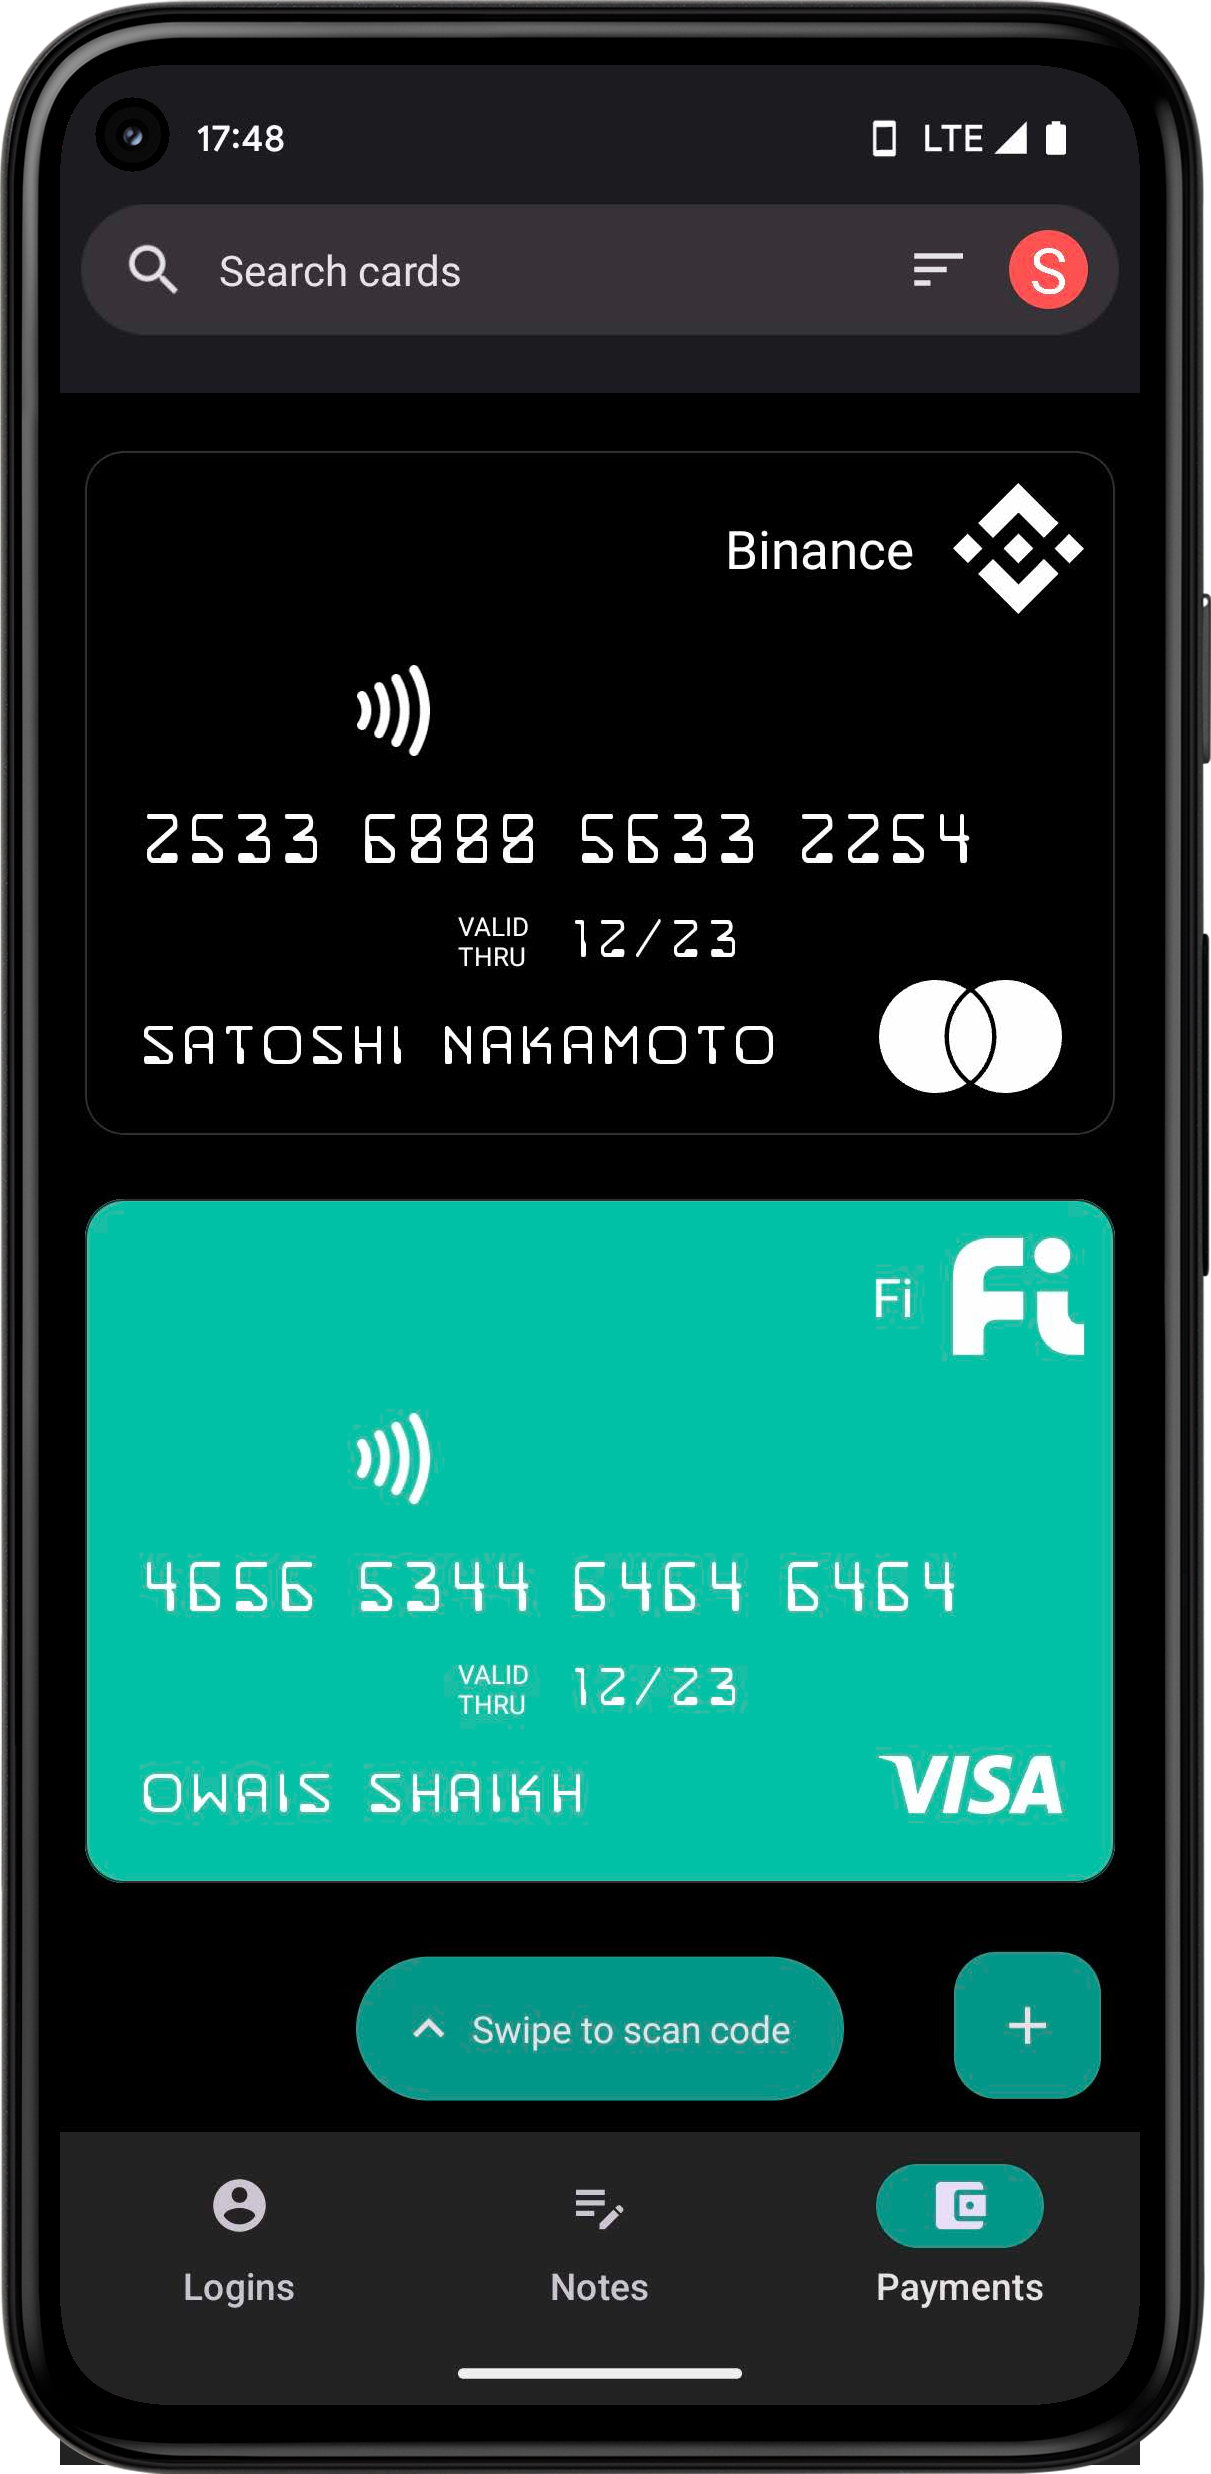 17:48 LTE
Search cards S
Binance
2533 6888 5633 2254
VALID THRU 12/23
SATOSHI NAKAMOTO
Fi Fi
4656 5344 6464 6464
VALID THRU 12/23
OWAIS SHAIKH VISA
Swipe to scan code
Logins Notes Payments